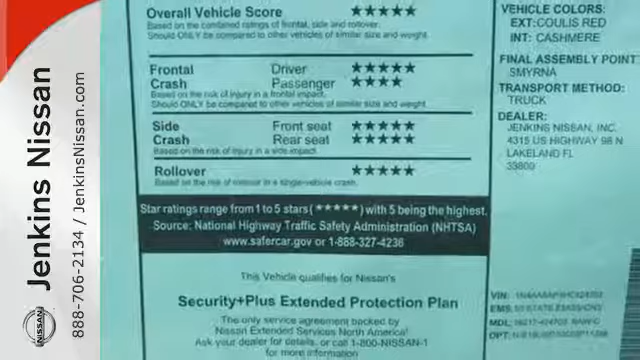 Jenkins Nissan
888-706-2134 / JenkinsNissan.com
NISSAN
Overall Vehicle Score ★★★★★
Based on the combined ratings of frontal, side and rollover.
Should ONLY be compared to other vehicles of similar size and weight.
Frontal Driver ★★★★★
Crash Passenger ★★★★
Based on the risk of injury in a frontal impact.
Should ONLY be compared to other vehicles of similar size and weight.
Side Front seat ★★★★★
Crash Rear seat ★★★★★
Based on the risk of injury in a side impact.
Rollover ★★★★★
Based on the risk of rollover in a single-vehicle crash.
Star ratings range from 1 to 5 stars (★★★★★) with 5 being the highest.
Source: National Highway Traffic Safety Administration (NHTSA)
www.safercar.gov or 1-888-327-4236
This Vehicle qualifies for Nissan's
Security+Plus Extended Protection Plan
The only service agreement backed by
Nissan Extended Services North America!
Ask your dealer for details, or call 1-800-NISSAN-1
for more information
VEHICLE COLORS:
EXT: COULIS RED
INT: CASHMERE
FINAL ASSEMBLY POINT
SMYRNA
TRANSPORT METHOD:
TRUCK
DEALER:
JENKINS NISSAN, INC.
4315 US HIGHWAY 98 N
LAKELAND FL
33809
VIN:
EMS:
MDL:
OPT: